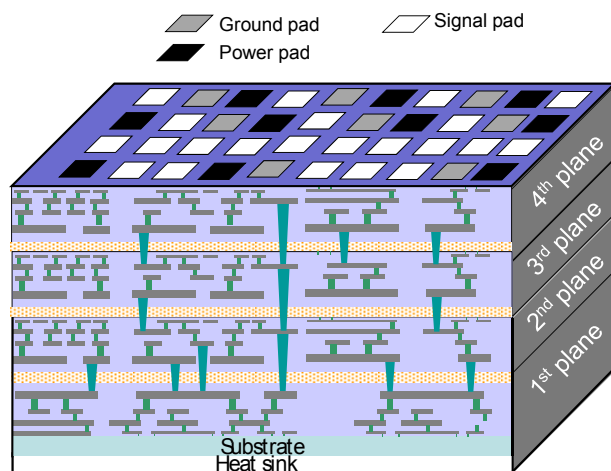 Ground pad
Signal pad
Power pad
4th plane
3rd plane
2nd plane
1st plane
Substrate
Heat sink